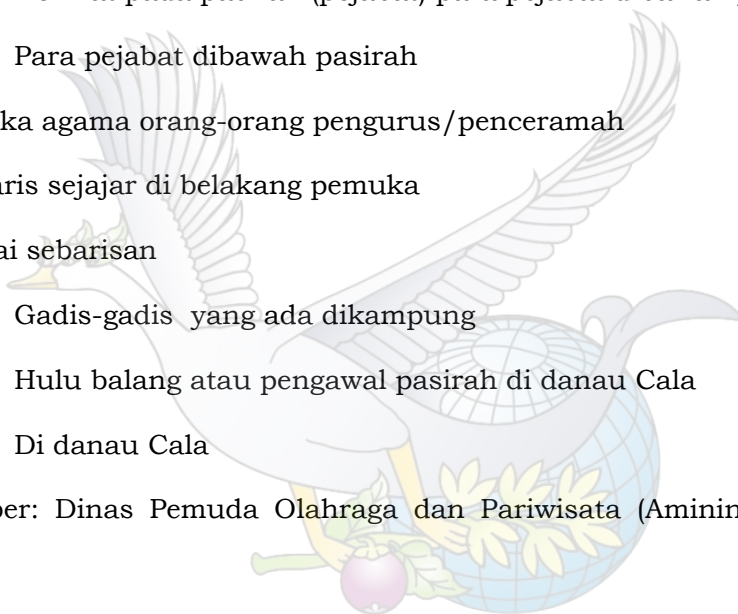 Para pejabat dibawah pasirah
ka agama orang-orang pengurus/penceramah
aris sejajar di belakang pemuka
ai sebarisan
Gadis-gadis yang ada dikampung
Hulu balang atau pengawal pasirah di danau Cala
Di danau Cala
er: Dinas Pemuda Olahraga dan Pariwisata (Aminin